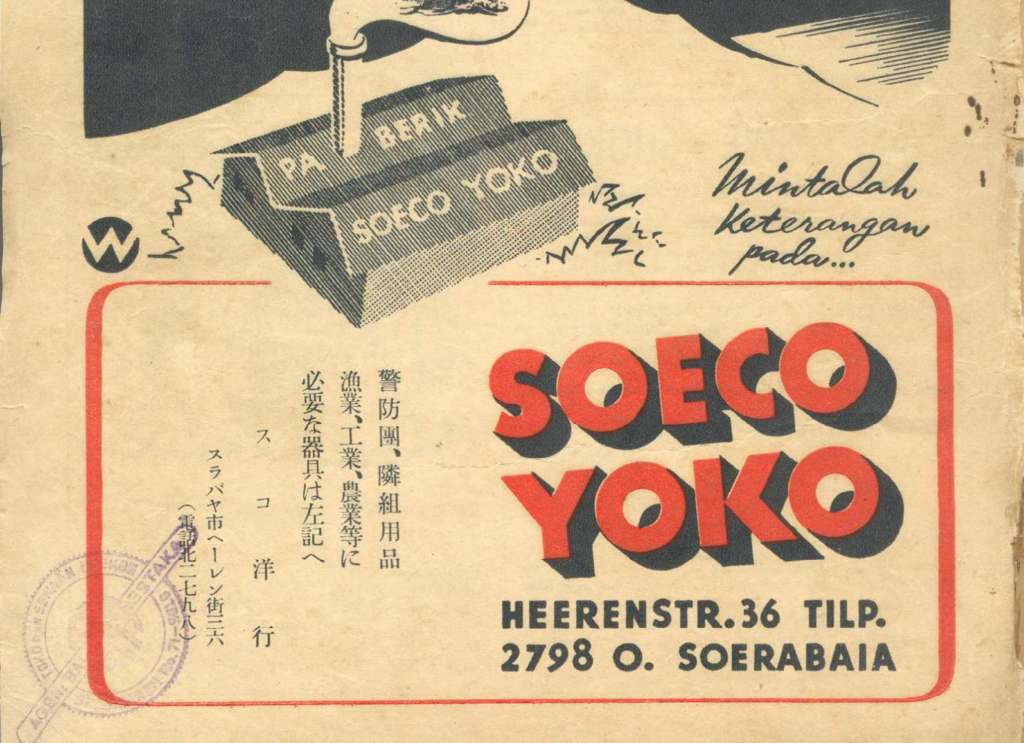 PABERIK
SOECO YOKO
W
Mintalah
Keterangan
pada...
警防團、隣組用品
漁業、工業、農業等に
必要な器具は左記へ
スコ洋行
スラバヤ市ヘーレン街三六
(電話北二七九八)
SOECO
YOKO
HEERENSTR.36 TILP.
2798 O. SOERABAIA